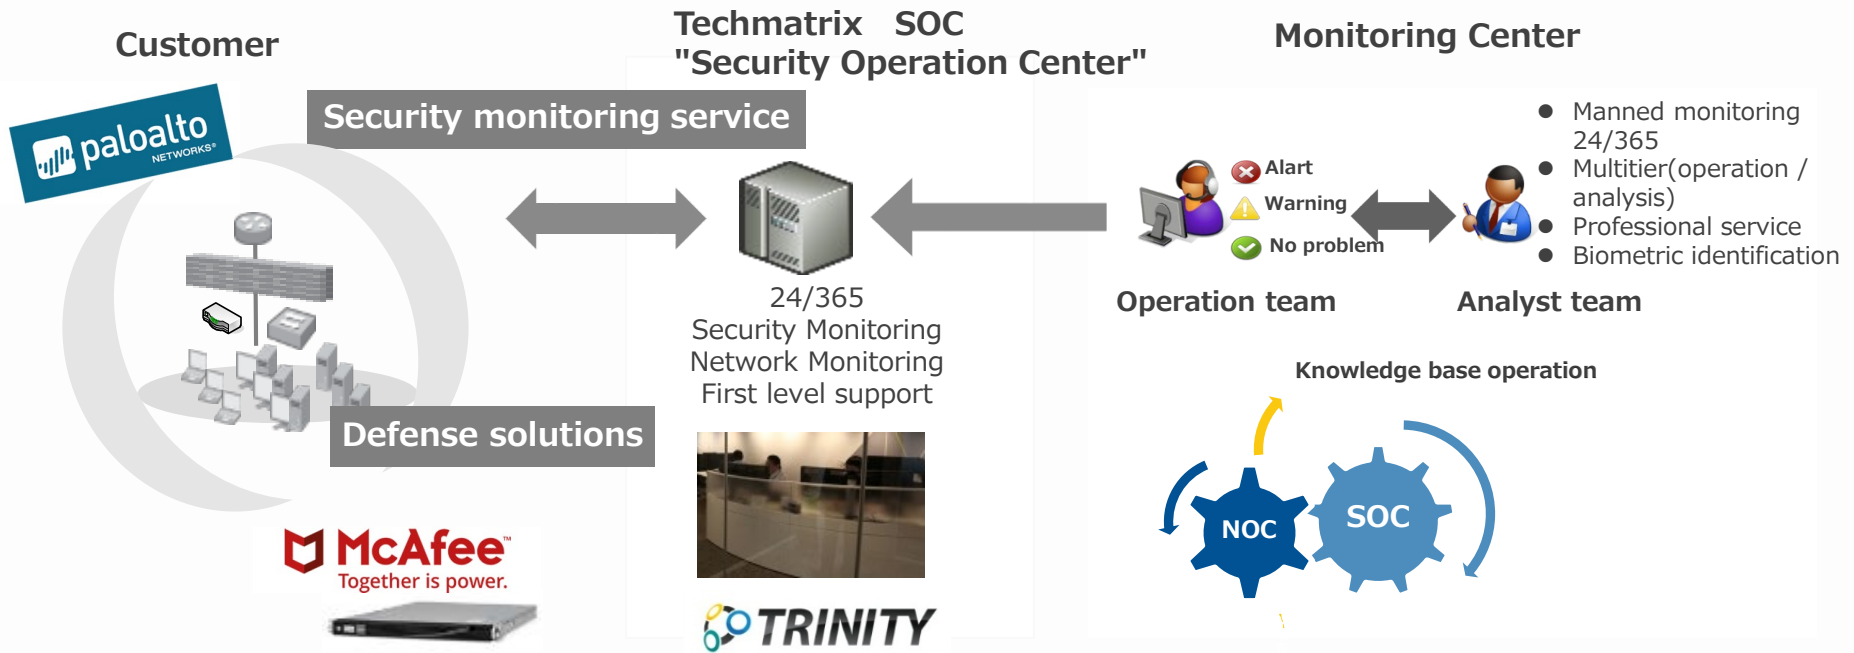 Customer
Techmatrix SOC
"Security Operation Center"
Monitoring Center
paloalto
NETWORKS®
Security monitoring service
Defense solutions
McAfee™
Together is power.
24/365
Security Monitoring
Network Monitoring
First level support
TRINITY
Alart
Warning
No problem
Operation team
Analyst team
● Manned monitoring
24/365
● Multitier(operation /
analysis)
● Professional service
● Biometric identification
Knowledge base operation
NOC
SOC